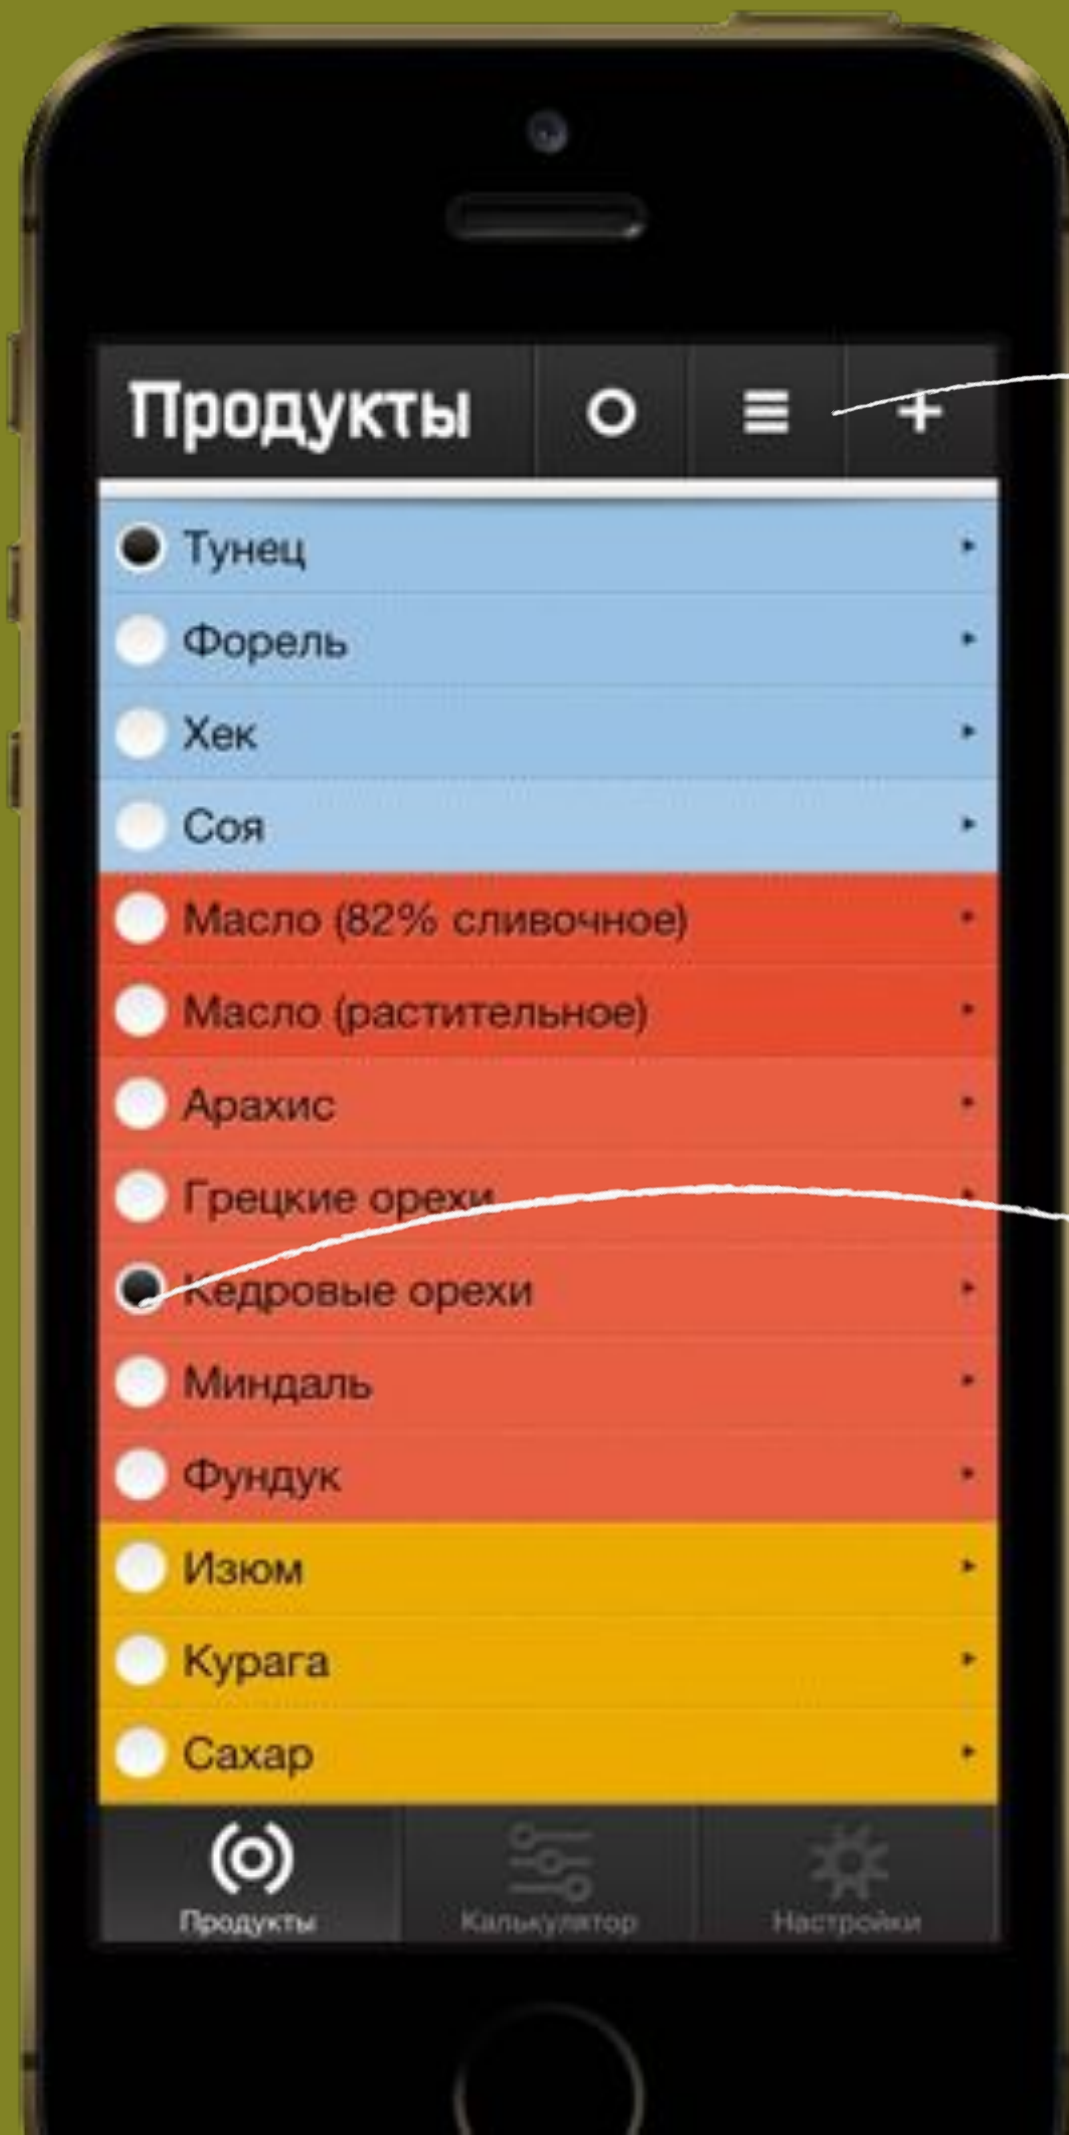 Продукты
Тунец
Форель
Хек
Соя
Масло (82% сливочное)
Масло (растительное)
Арахис
Грецкие орехи
Кедровые орехи
Миндаль
Фундук
Изюм
Курага
Сахар
Продукты
Калькулятор
Настройки